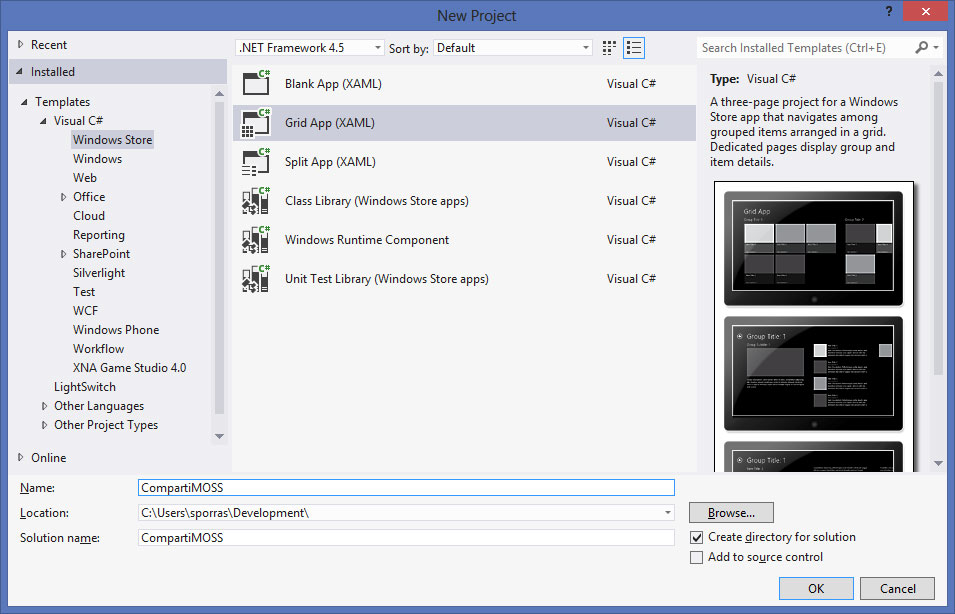 New Project
?
Recent
.NET Framework 4.5
Sort by:
Default
Search Installed Templates (Ctrl+E)
Installed
Templates
Visual C#
Windows Store
Windows
Web
Office
Cloud
Reporting
SharePoint
Silverlight
Test
WCF
Windows Phone
Workflow
XNA Game Studio 4.0
LightSwitch
Other Languages
Other Project Types
Online
C# Blank App (XAML) Visual C#
C# Grid App (XAML) Visual C#
C# Split App (XAML) Visual C#
C# Class Library (Windows Store apps) Visual C#
C# Windows Runtime Component Visual C#
C# Unit Test Library (Windows Store apps) Visual C#
Type: Visual C#
A three-page project for a Windows
Store app that navigates among
grouped items arranged in a grid.
Dedicated pages display group and
item details.
Grid App
Group Title: 1
Group Title: 1
Name:
CompartiMOSS
Location:
C:\Users\sporras\Development\
Browse...
Solution name:
CompartiMOSS
Create directory for solution
Add to source control
OK
Cancel